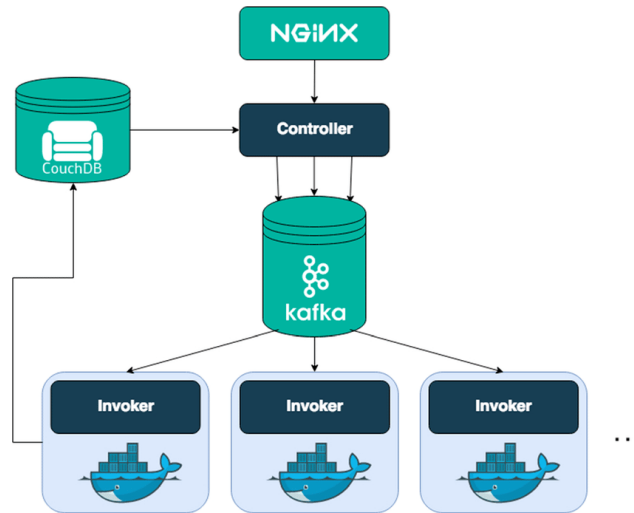 NGiNX
Controller
CouchDB
kafka
Invoker
Invoker
Invoker
..